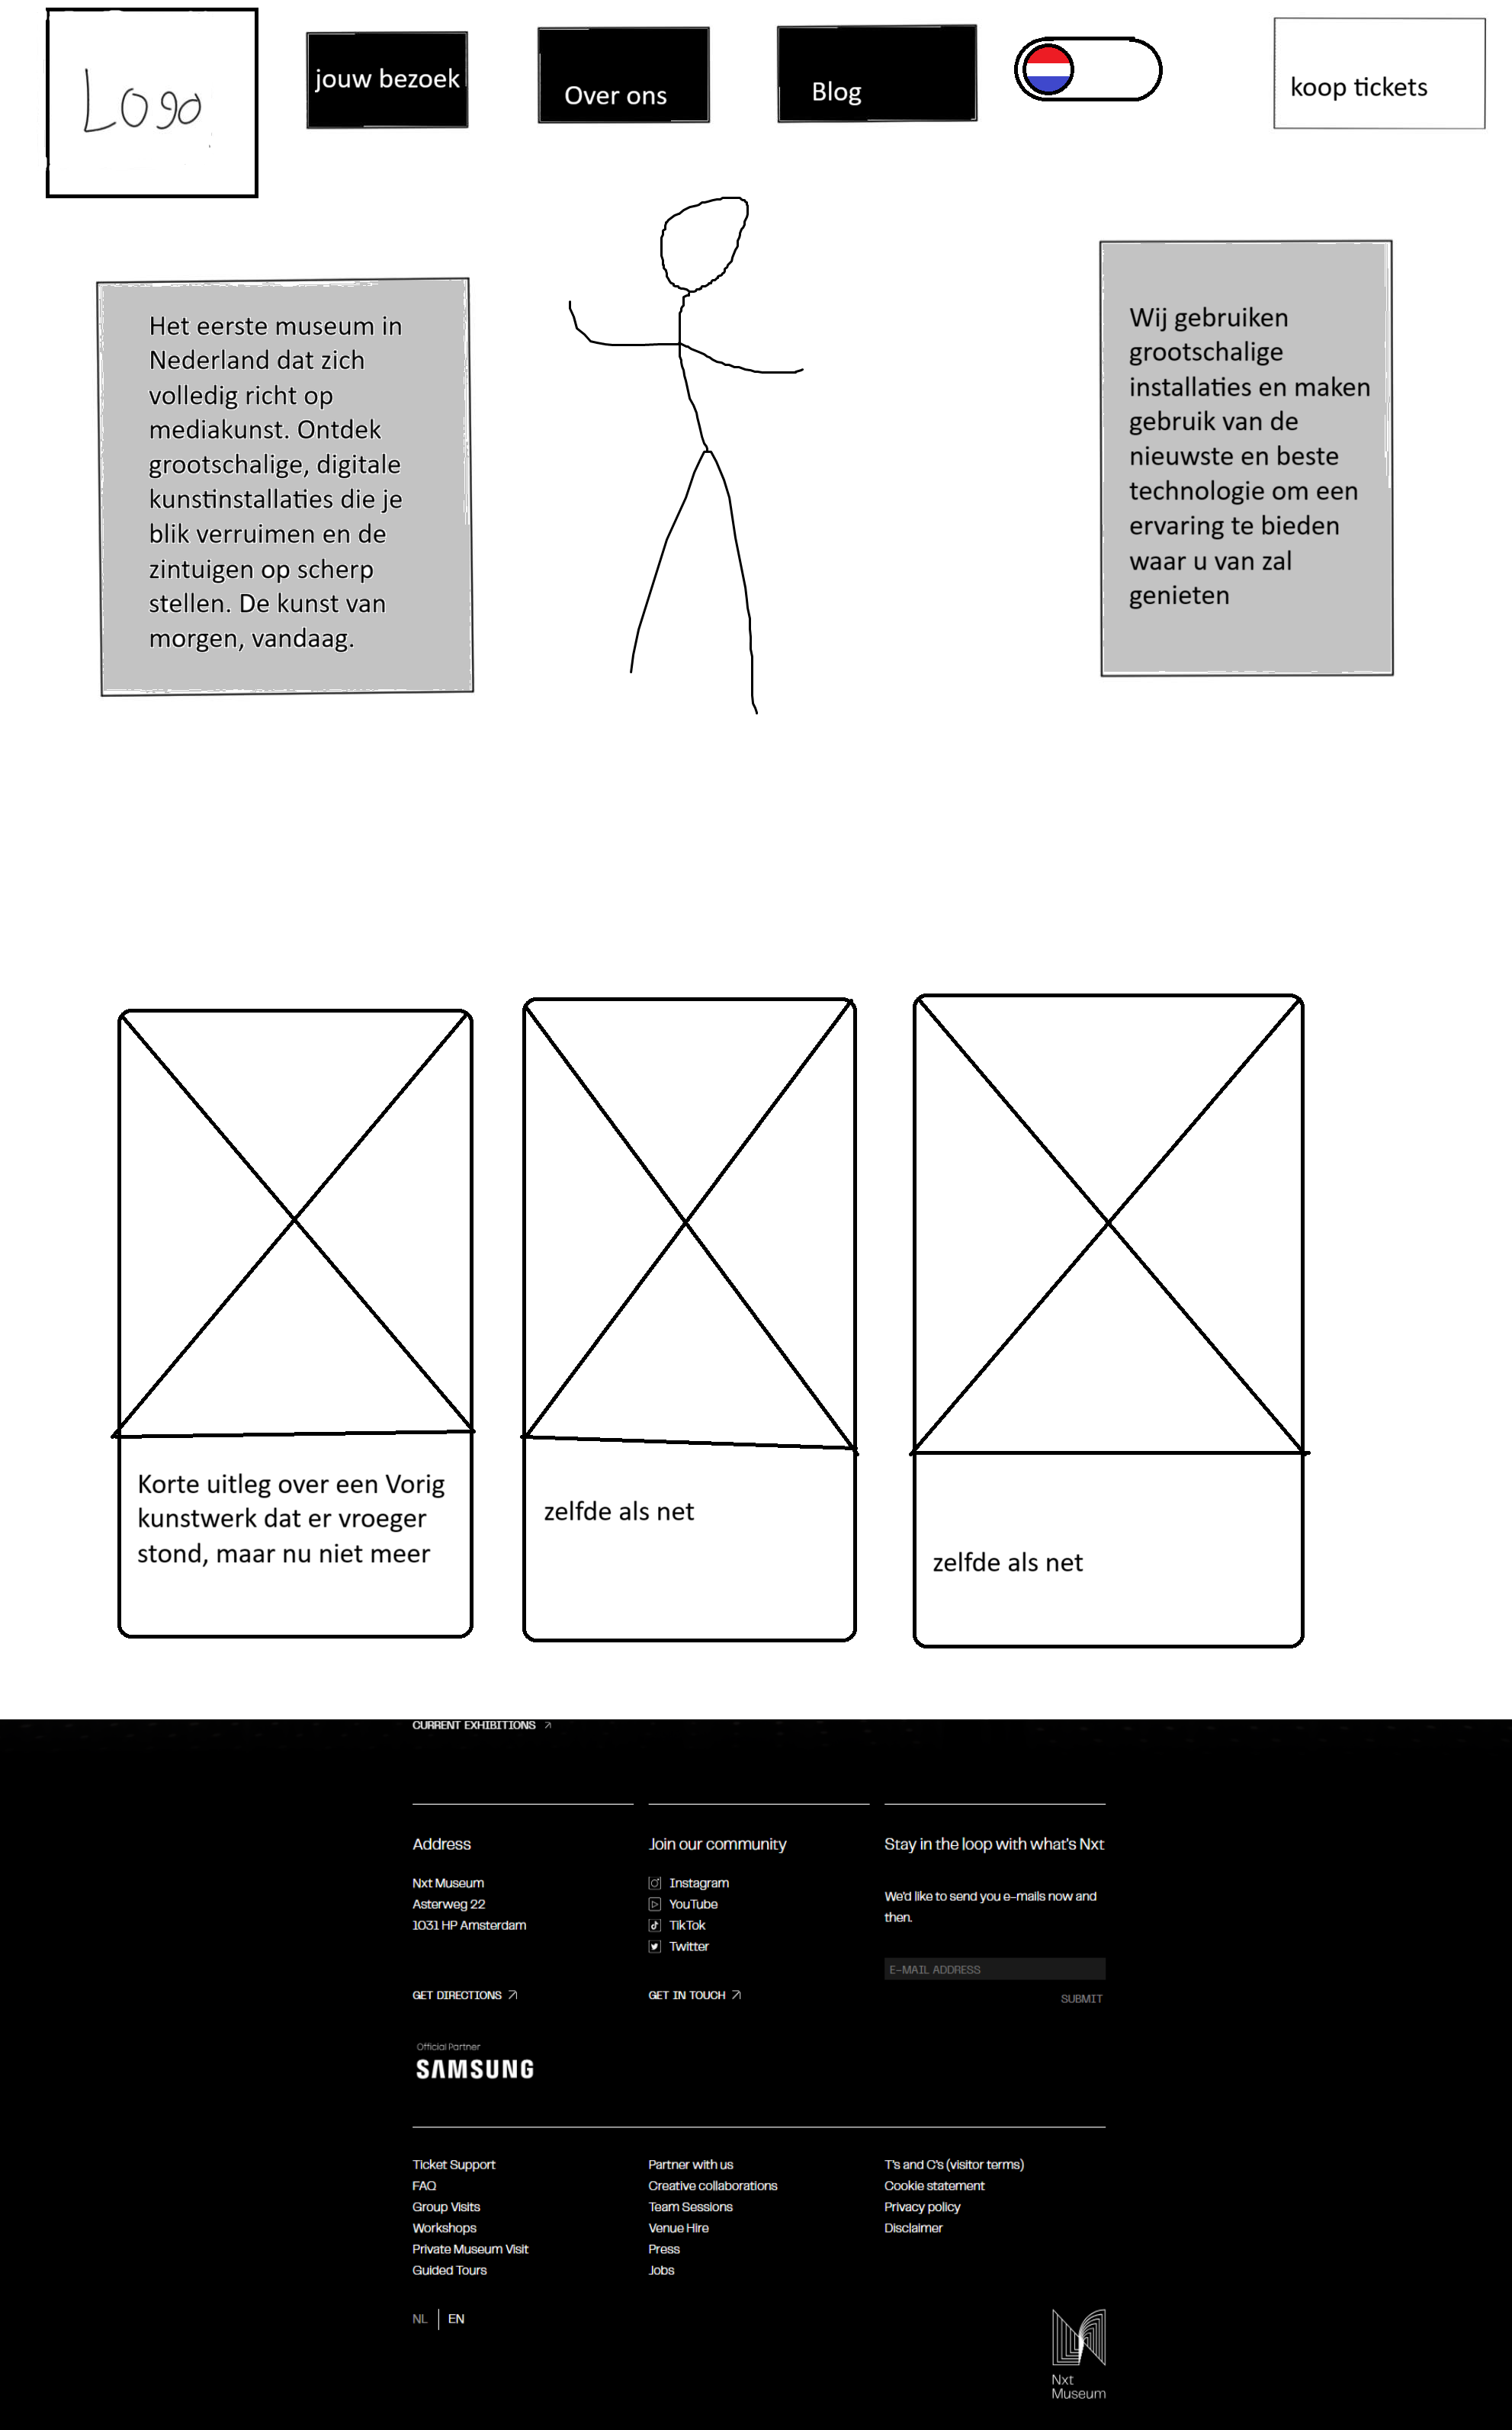 Logo
jouw bezoek
Over ons
Blog
koop tickets
Het eerste museum in
Nederland dat zich
volledig richt op
mediakunst. Ontdek
grootschalige, digitale
kunstinstallaties die je
blik verruimen en de
zintuigen op scherp
stellen. De kunst van
morgen, vandaag.
Wij gebruiken
grootschalige
installaties en maken
gebruik van de
nieuwste en beste
technologie om een
ervaring te bieden
waar u van zal
genieten
Korte uitleg over een Vorig
kunstwerk dat er vroeger
stond, maar nu niet meer
zelfde als net
zelfde als net
CURRENT EXHIBITIONS
Address
Nxt Museum
Asterweg 22
1031 HP Amsterdam
GET DIRECTIONS
Join our community
Instagram
YouTube
TikTok
Twitter
GET IN TOUCH
Stay in the loop with what's Nxt
We'd like to send you e-mails now and
then.
E-MAIL ADDRESS
SUBMIT
Official Partner
SAMSUNG
Ticket Support
FAQ
Group Visits
Workshops
Private Museum Visit
Guided Tours
Partner with us
Creative collaborations
Team Sessions
Venue Hire
Press
Jobs
T's and C's (visitor terms)
Cookie statement
Privacy policy
Disclaimer
NL | EN
Nxt
Museum